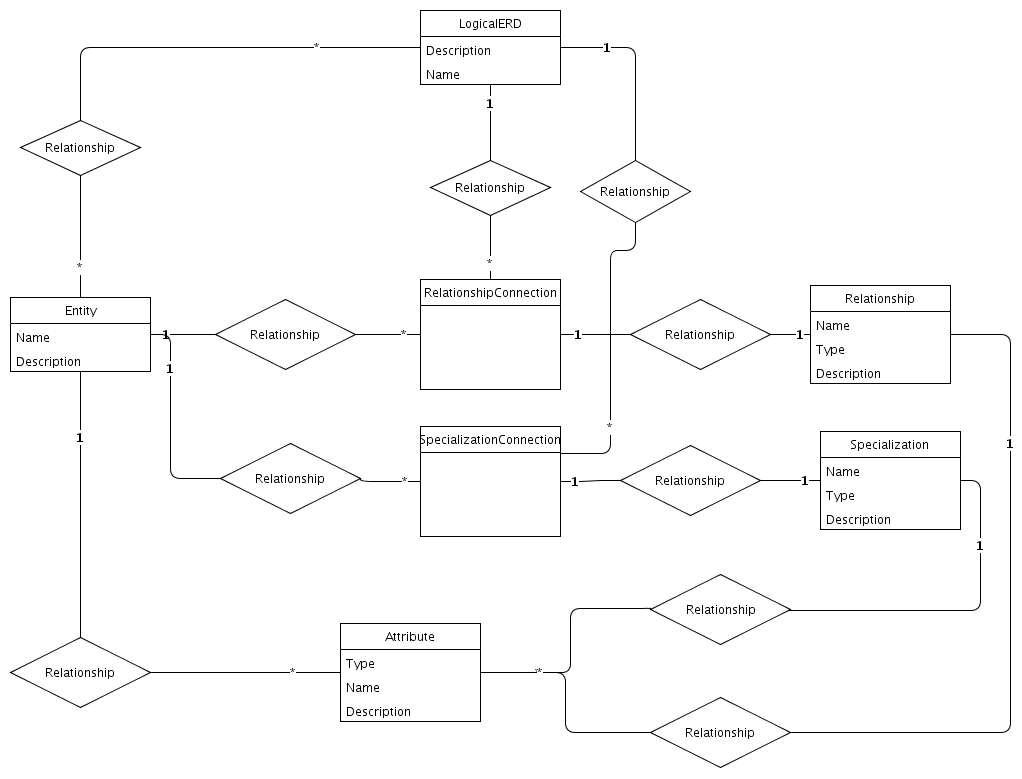 LogicalERD
Description
Name
*
1
1
Relationship
Relationship
Relationship
*
*
Entity
Name
Description
1
Relationship
*
RelationshipConnection
1
Relationship
1
Relationship
Name
Type
Description
1
1
Relationship
*
SpecializationConnection
*
1
Relationship
1
Specialization
Name
Type
Description
1
1
Relationship
Relationship
*
Attribute
Type
Name
Description
*
Relationship